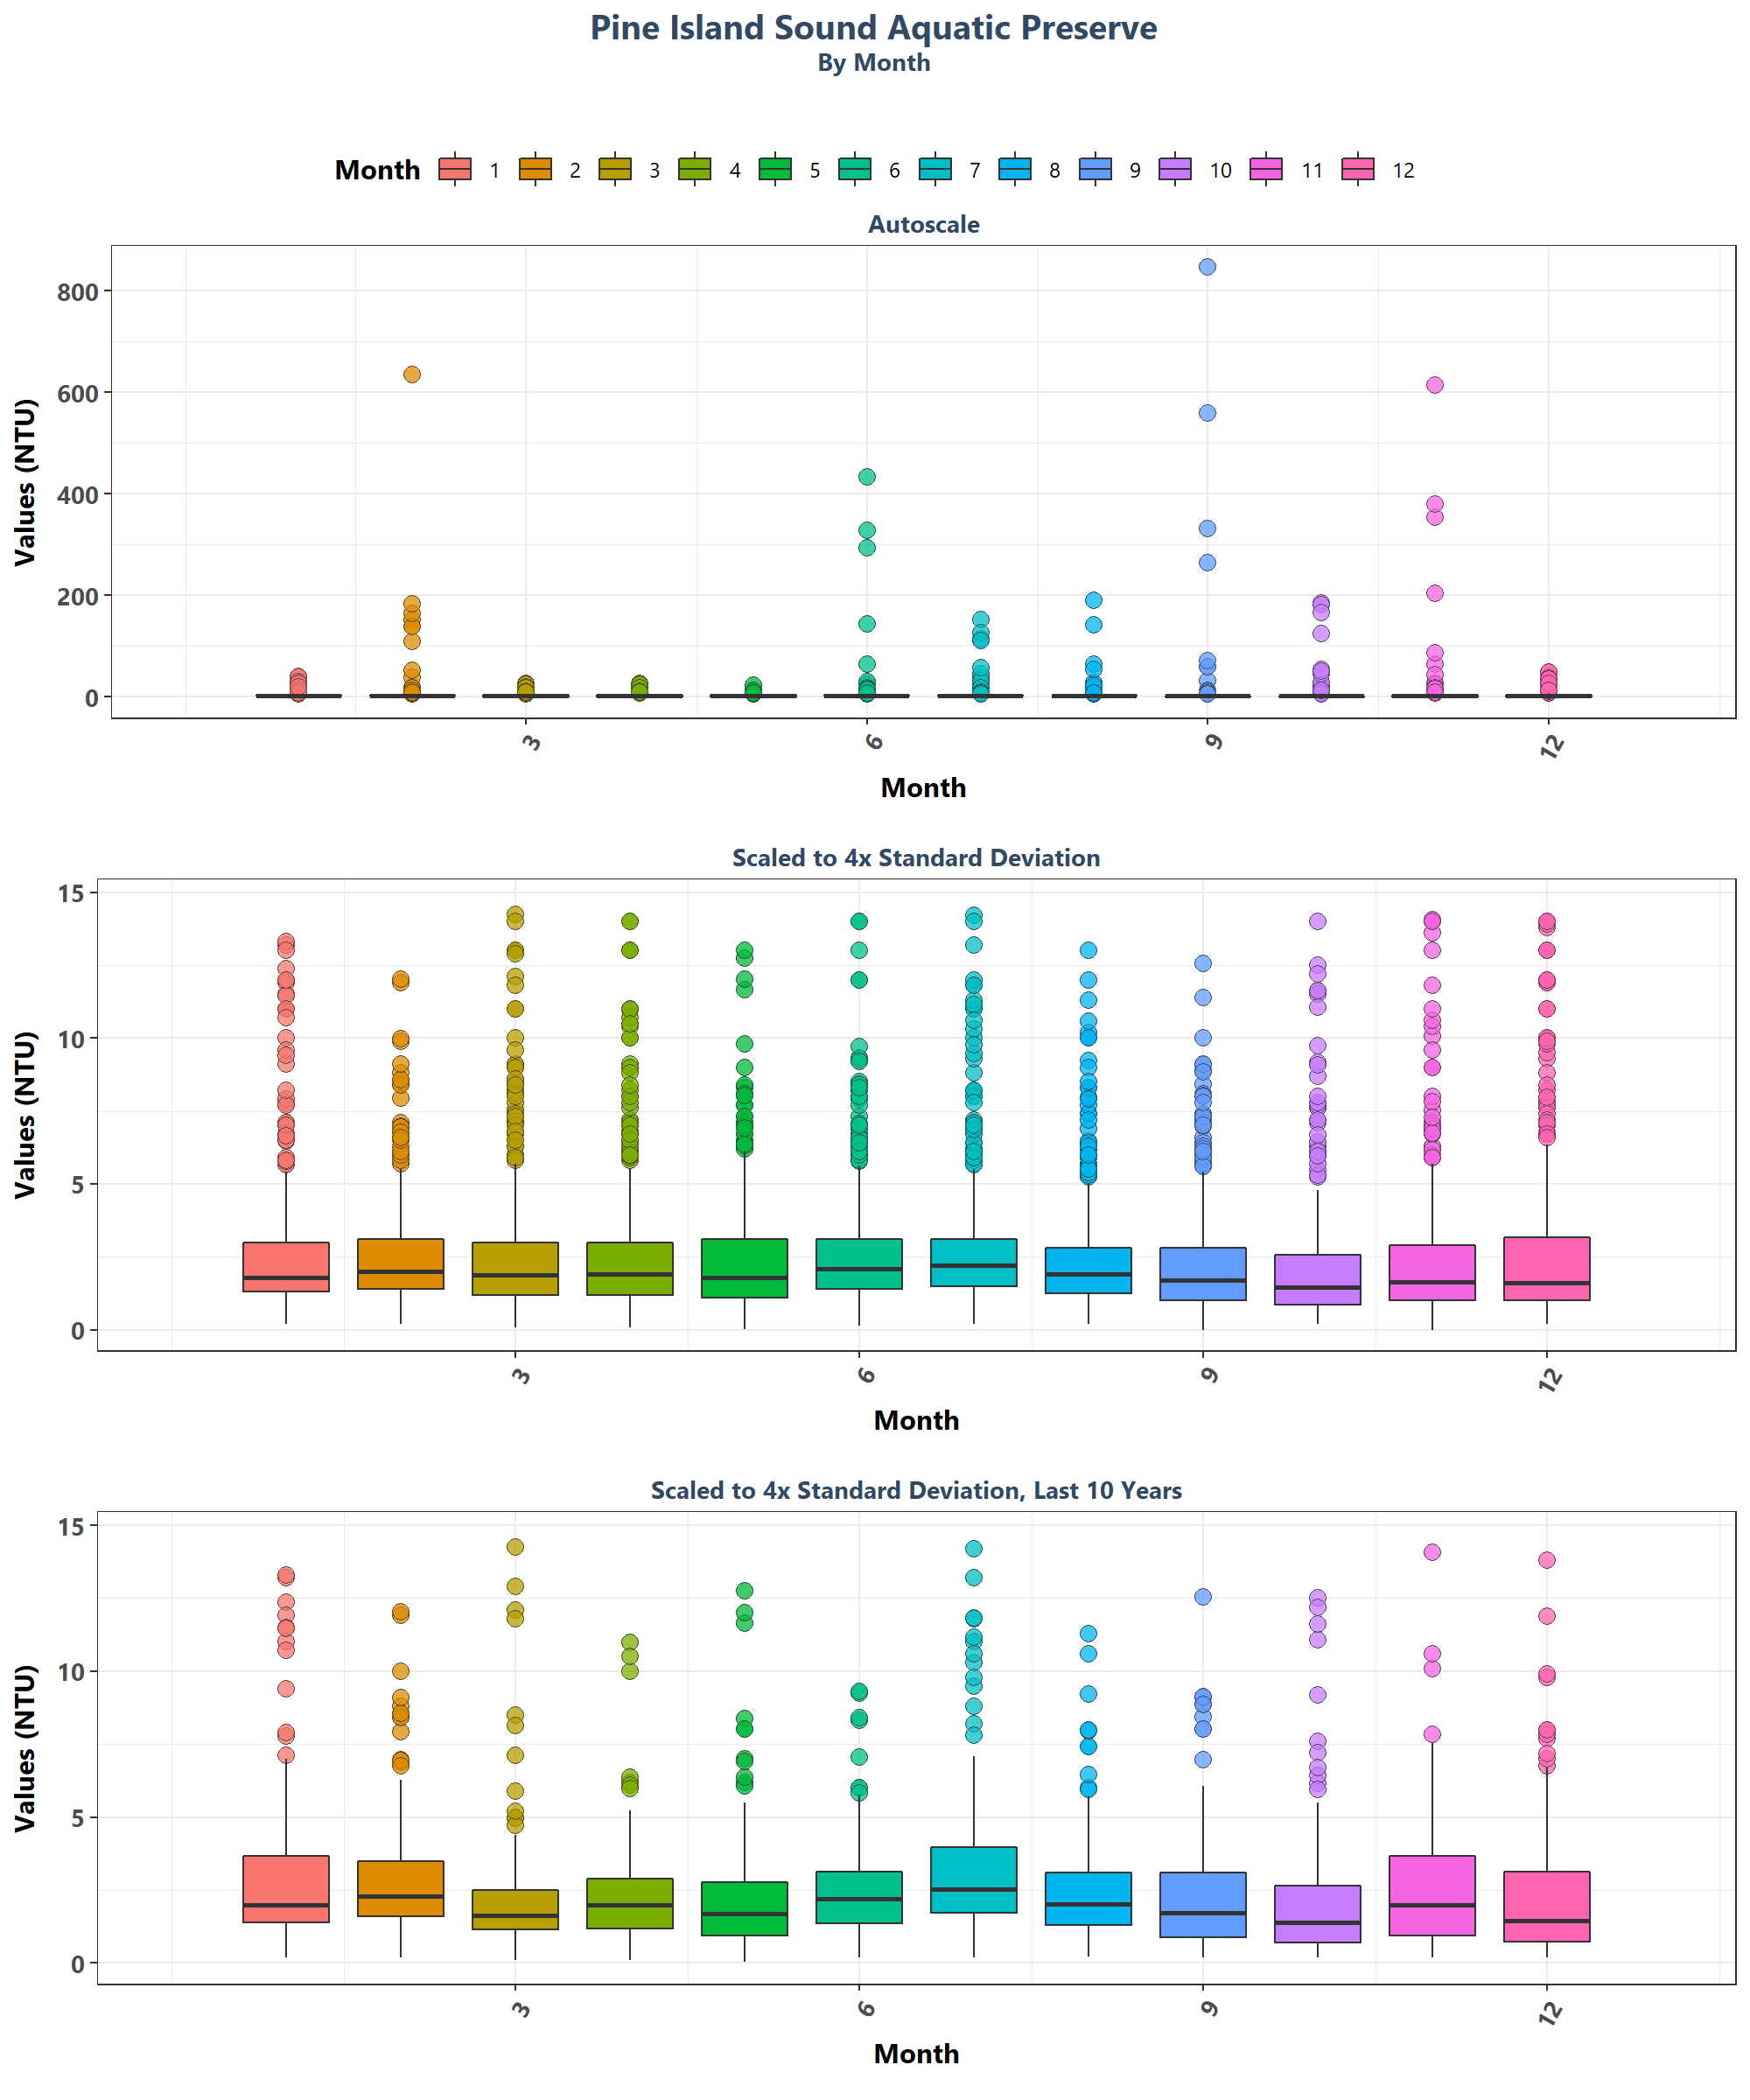 Pine Island Sound Aquatic Preserve
By Month
Month 1 2 3 4 5 6 7 8 9 10 11 12
Autoscale
Values (NTU)
800
600
400
200
0
3 6 9 12
Month
Scaled to 4x Standard Deviation
Values (NTU)
15
10
5
0
3 6 9 12
Month
Scaled to 4x Standard Deviation, Last 10 Years
Values (NTU)
15
10
5
0
3 6 9 12
Month